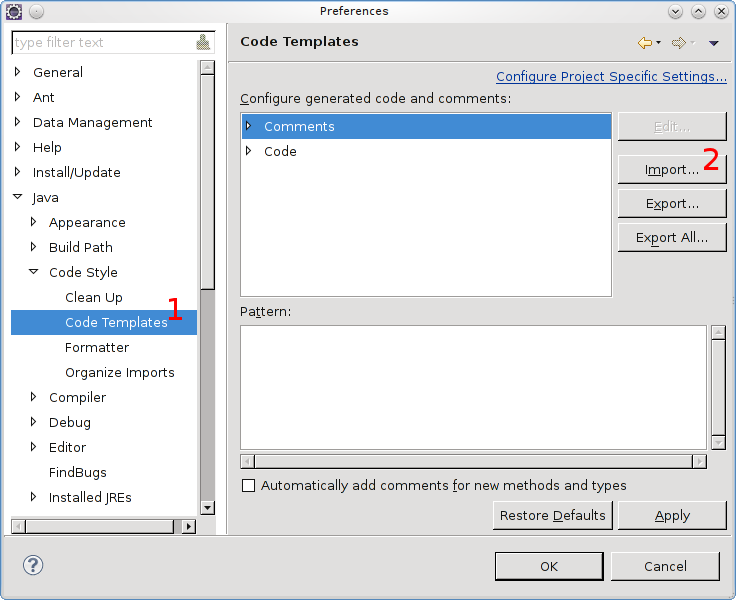 Preferences
type filter text
General
Ant
Data Management
Help
Install/Update
Java
Appearance
Build Path
Code Style
Clean Up
Code Templates 1
Formatter
Organize Imports
Compiler
Debug
Editor
FindBugs
Installed JREs
Code Templates
Configure Project Specific Settings...
Configure generated code and comments:
Comments
Code
Edit...
Import... 2
Export...
Export All...
Pattern:
Automatically add comments for new methods and types
Restore Defaults
Apply
?
OK
Cancel